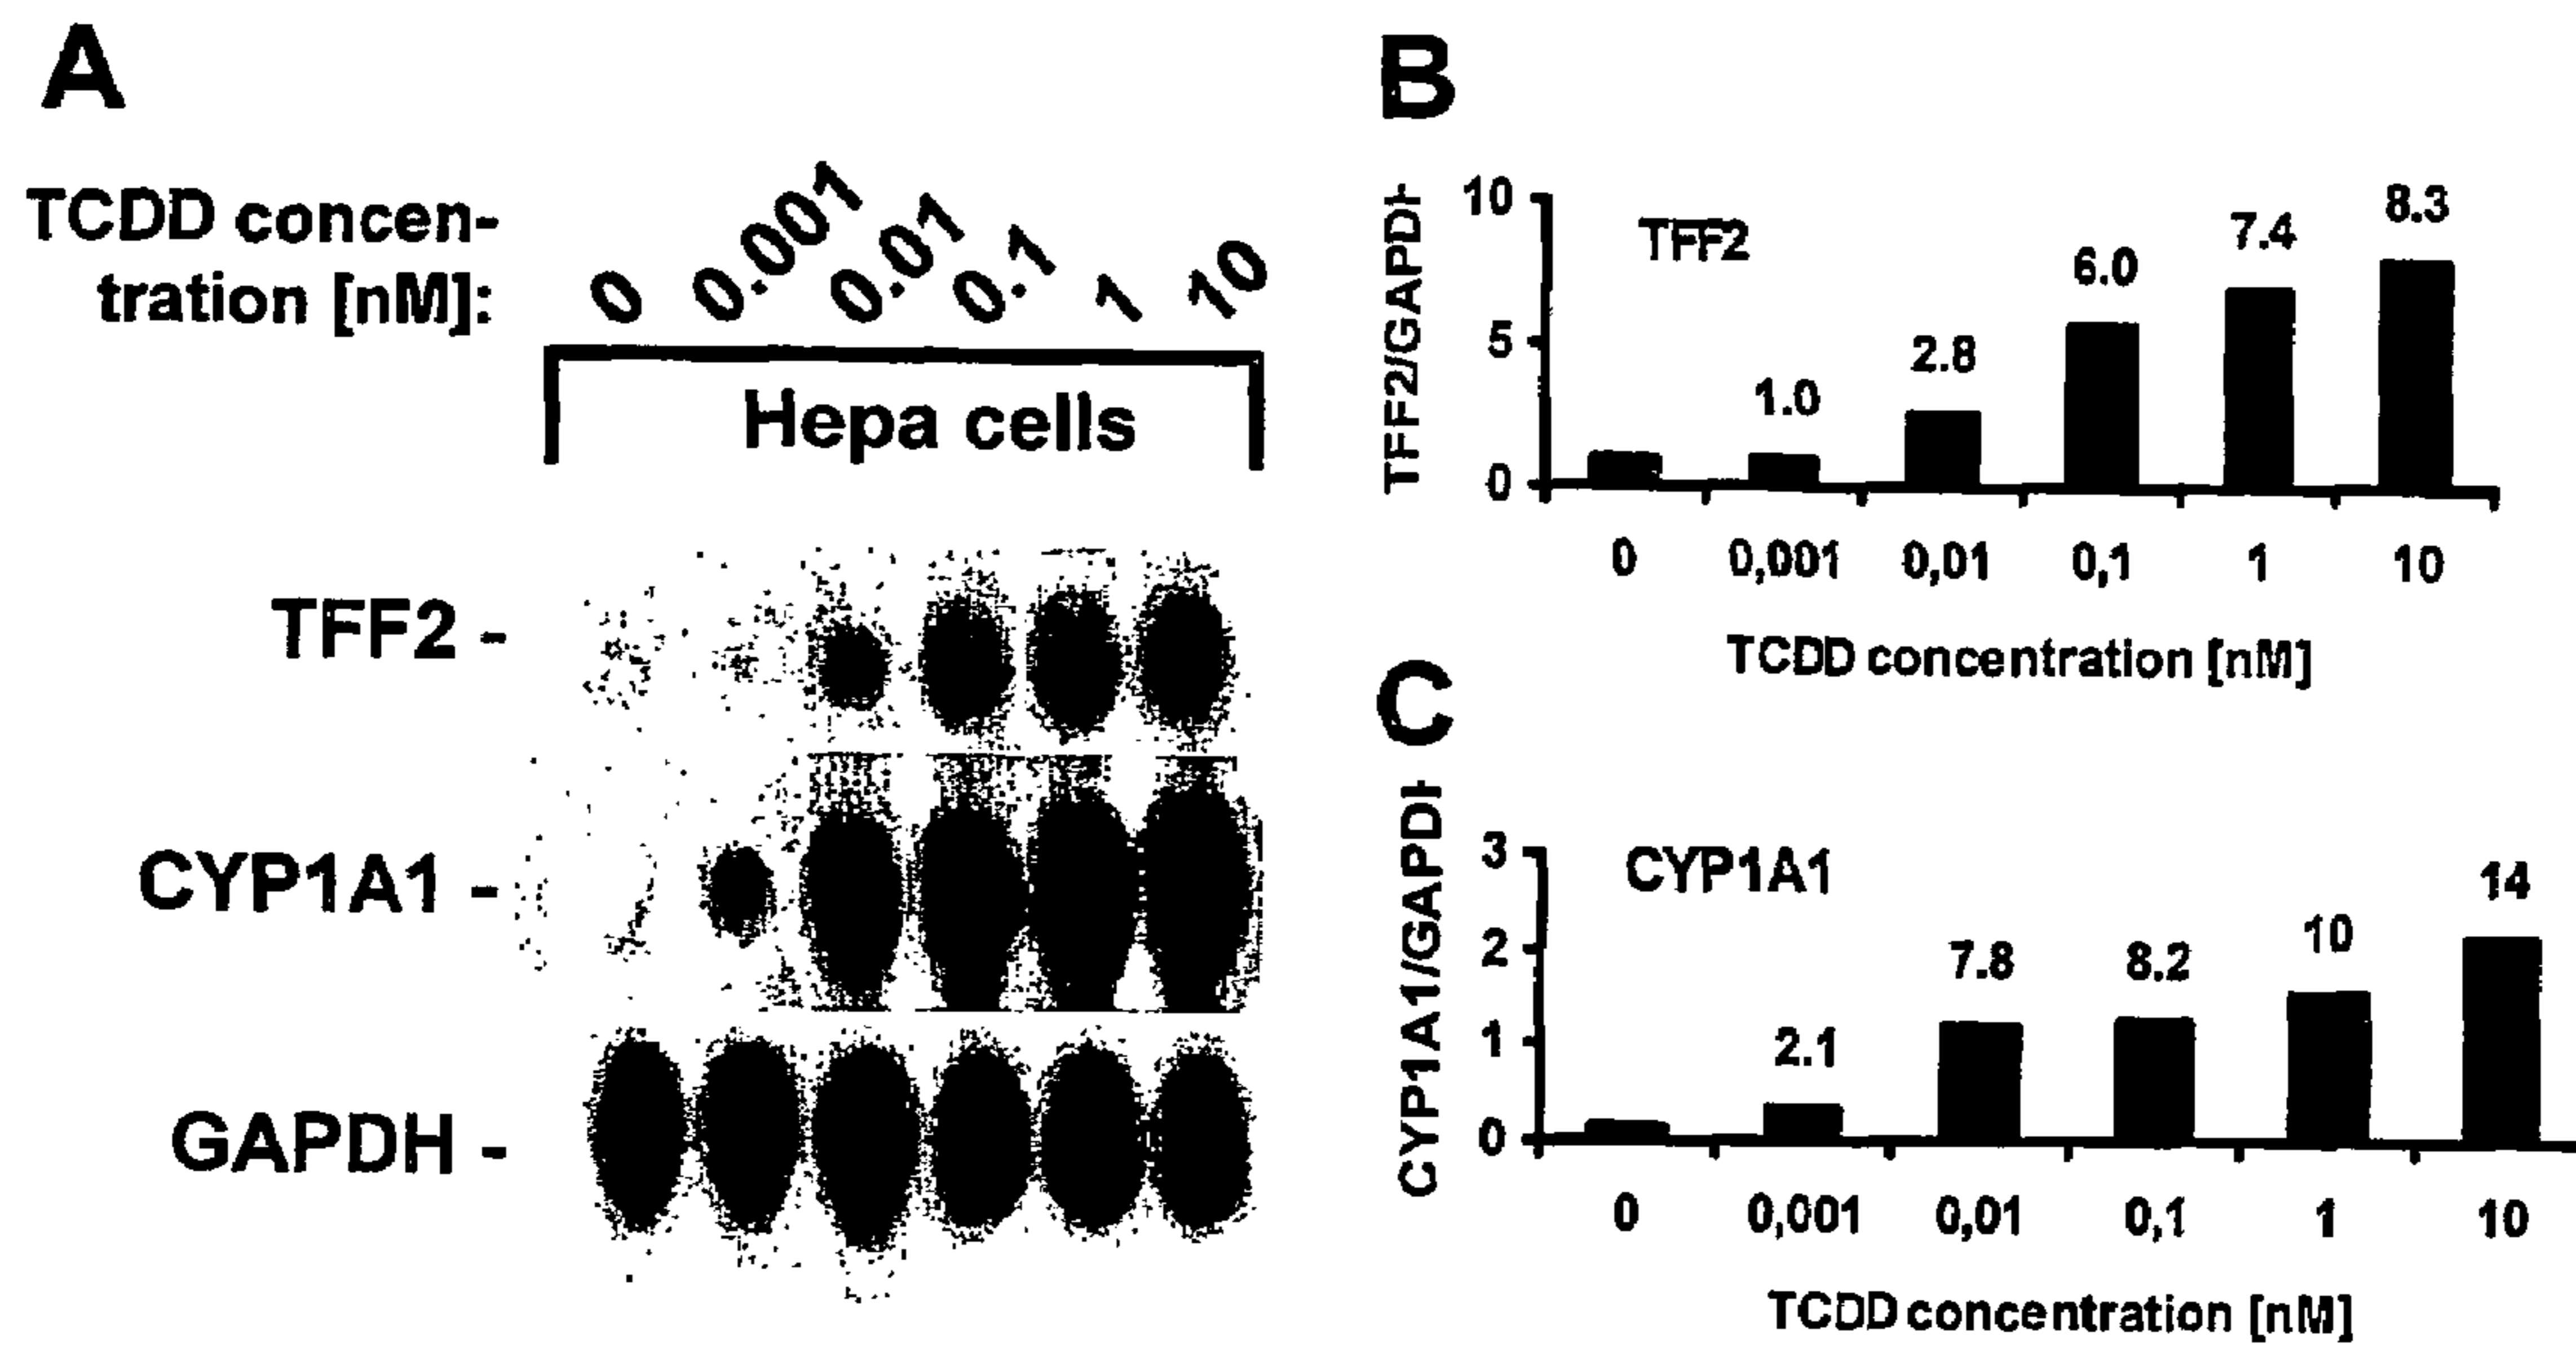 A
TCDD concen-
tration [nM]:
0 0.001 0.01 0.1 1 10
Hepa cells
TFF2 -
CYP1A1 -
GAPDH -
B
TFF2/GAPDH
10
5
0
TFF2
1.0
2.8
6.0
7.4
8.3
0 0,001 0,01 0,1 1 10
TCDD concentration [nM]
C
CYP1A1/GAPDH
3
2
1
0
CYP1A1
2.1
7.8
8.2
10
14
0 0,001 0,01 0,1 1 10
TCDD concentration [nM]